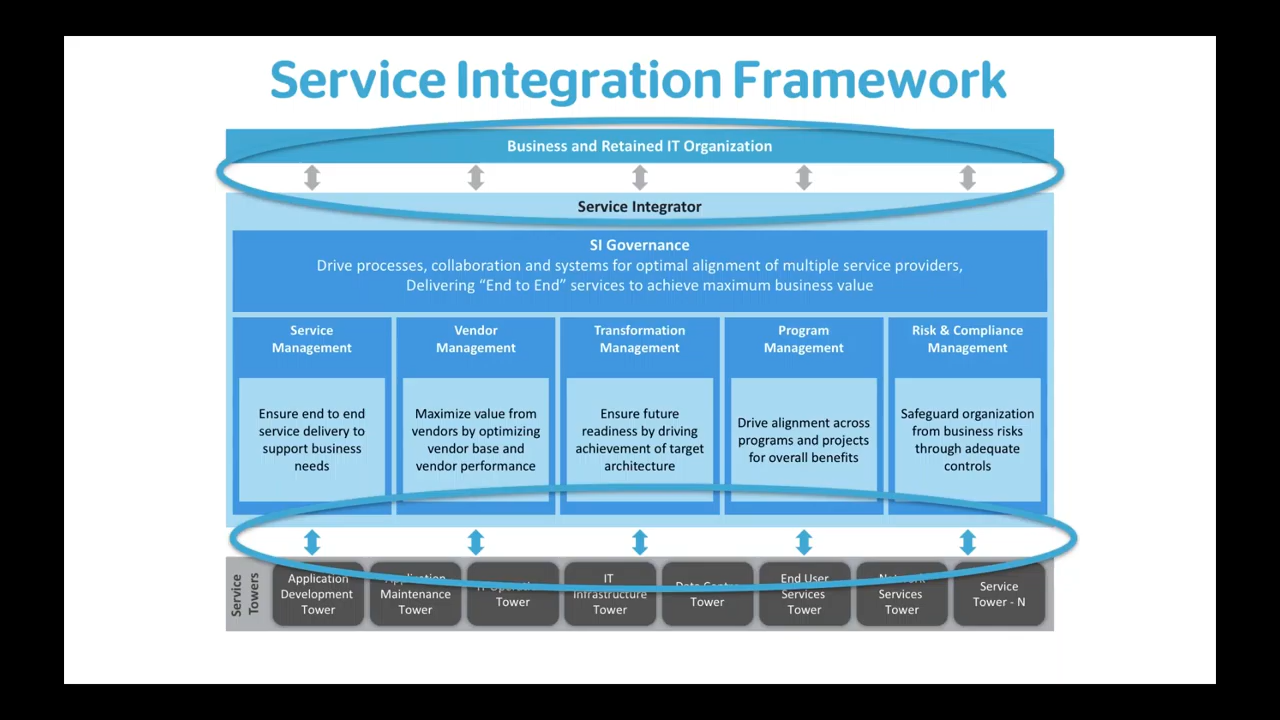 Service Integration Framework
Business and Retained IT Organization
Service Integrator
SI Governance
Drive processes, collaboration and systems for optimal alignment of multiple service providers,
Delivering “End to End” services to achieve maximum business value
Service
Management
Ensure end to end
service delivery to
support business
needs
Vendor
Management
Maximize value from
vendors by optimizing
vendor base and
vendor performance
Transformation
Management
Ensure future
readiness by driving
achievement of target
architecture
Program
Management
Drive alignment across
programs and projects
for overall benefits
Risk & Compliance
Management
Safeguard organization
from business risks
through adequate
controls
Service
Towers
Application
Development
Tower
Application
Maintenance
Tower
IT
Tower
IT
Infrastructure
Tower
Data
Tower
End User
Services
Tower
Network
Services
Tower
Service
Tower - N